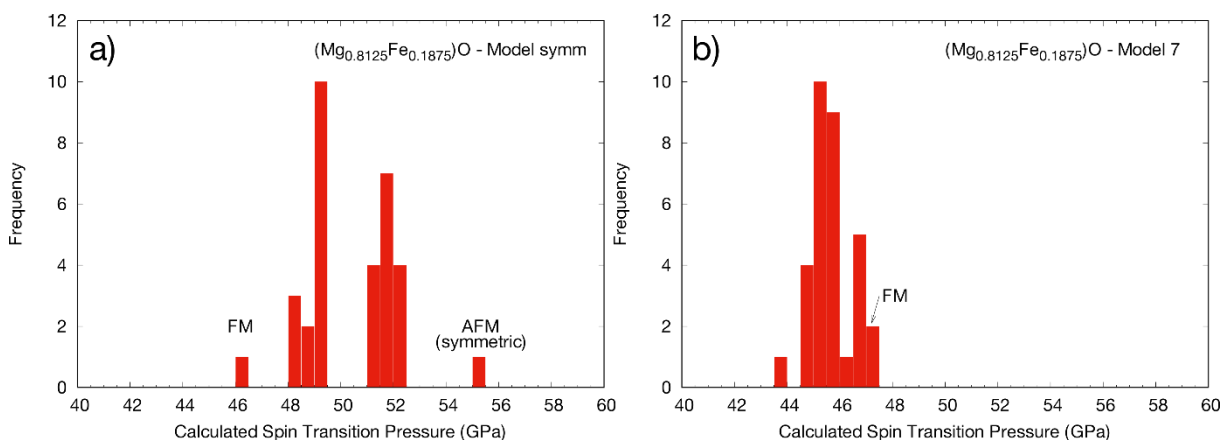 a)
(Mg0.8125Fe0.1875)O - Model symm
12
10
8
6
4
2
0
Frequency
FM
AFM
(symmetric)
40 42 44 46 48 50 52 54 56 58 60
Calculated Spin Transition Pressure (GPa)
b)
(Mg0.8125Fe0.1875)O - Model 7
12
10
8
6
4
2
0
Frequency
FM
40 42 44 46 48 50 52 54 56 58 60
Calculated Spin Transition Pressure (GPa)